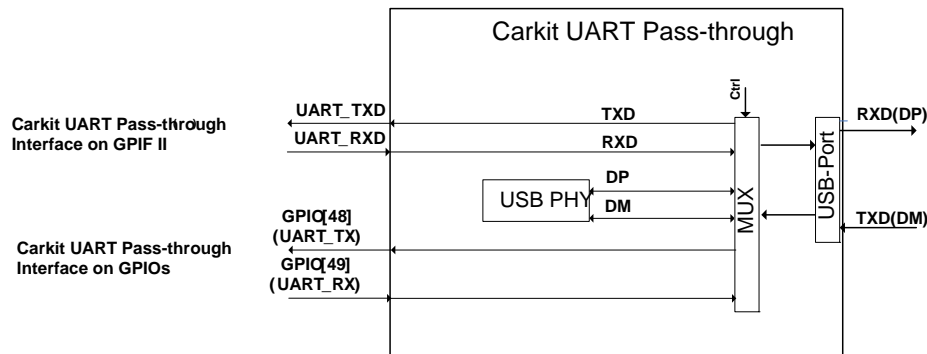 Carkit UART Pass-through
Ctrl
UART_TXD
TXD
RXD(DP)
Carkit UART Pass-through
Interface on GPIF II
UART_RXD
RXD
DP
USB PHY
DM
MUX
USB-Port
TXD(DM)
GPIO[48]
(UART_TX)
Carkit UART Pass-through
Interface on GPIOs
GPIO[49]
(UART_RX)